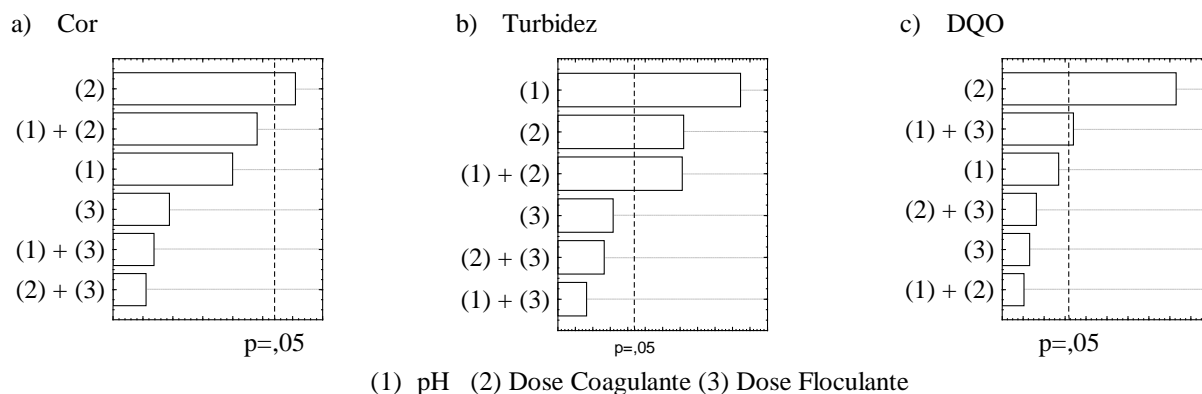 a) Cor
(2)
(1) + (2)
(1)
(3)
(1) + (3)
(2) + (3)
p=,05
b) Turbidez
(1)
(2)
(1) + (2)
(3)
(2) + (3)
(1) + (3)
p=,05
c) DQO
(2)
(1) + (3)
(1)
(2) + (3)
(3)
(1) + (2)
p=,05
(1) pH (2) Dose Coagulante (3) Dose Floculante